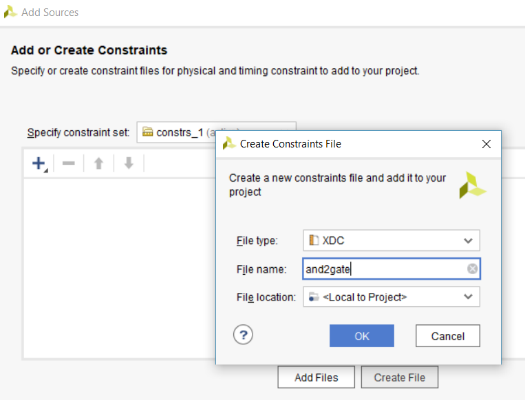 Add Sources
Add or Create Constraints
Specify or create constraint files for physical and timing constraint to add to your project.
Specify constraint set: constrs_1
Create Constraints File
Create a new constraints file and add it to your
project
File type: XDC
File name: and2gate
File location: <Local to Project>
?
OK Cancel
Add Files Create File